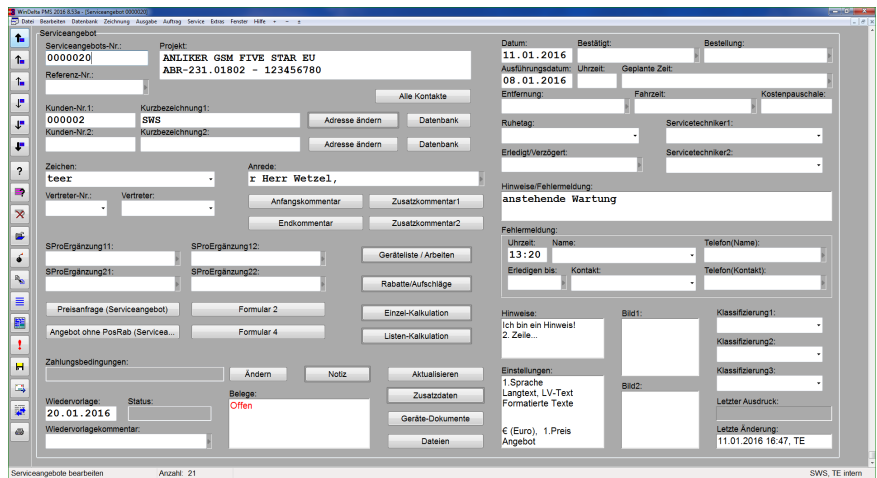 WinDelta PMS 2016 8.53a - [Serviceangebot 0000020]
Datei Bearbeiten Datenbank Zeichnung Ausgabe Auftrag Service Extras Fenster Hilfe + - ±
Serviceangebot
Serviceangebots-Nr.: Projekt: Datum: Bestätigt: Bestellung:
0000020 ANLIKER GSM FIVE STAR EU 11.01.2016
ABR-231.01802 - 123456780
Ausführungsdatum: Uhrzeit: Geplante Zeit:
Referenz-Nr.: 08.01.2016
Alle Kontakte Entfernung: Fahrzeit: Kostenpauschale:
Kunden-Nr.1: Kurzbezeichnung1:
000002 SWS Adresse ändern Datenbank Ruhetag: Servicetechniker1:
Kunden-Nr.2: Kurzbezeichnung2:
Adresse ändern Datenbank
Erledigt/Verzögert: Servicetechniker2:
Zeichen: Anrede:
teer r Herr Wetzel,
Hinweise/Fehlermeldung:
Vertreter-Nr.: Vertreter: Anfangskommentar Zusatzkommentar1 anstehende Wartung
Endkommentar Zusatzkommentar2
Fehlermeldung:
SProErgänzung11: SProErgänzung12: Uhrzeit: Name: Telefon(Name):
Geräteliste / Arbeiten 13:20
SProErgänzung21: SProErgänzung22: Erledigen bis: Kontakt: Telefon(Kontakt):
Rabatte/Aufschläge
Preisanfrage (Serviceangebot) Formular 2 Einzel-Kalkulation Hinweise: Bild1: Klassifizierung1:
Ich bin ein Hinweis!
Angebot ohne PosRab (Servicea... Formular 4 Listen-Kalkulation 2. Zeile...
Klassifizierung2:
Zahlungsbedingungen:
Ändern Notiz Aktualisieren Einstellungen: Klassifizierung3:
1.Sprache
Zusatzdaten Langtext, LV-Text Bild2:
Wiedervorlage: Status: Belege: Formatierte Texte Letzter Ausdruck:
20.01.2016 Offen
Geräte-Dokumente
Wiedervorlagekommentar: € (Euro), 1.Preis Letzte Änderung:
Dateien Angebot 11.01.2016 16:47, TE
Serviceangebote bearbeiten Anzahl: 21 SWS, TE intern